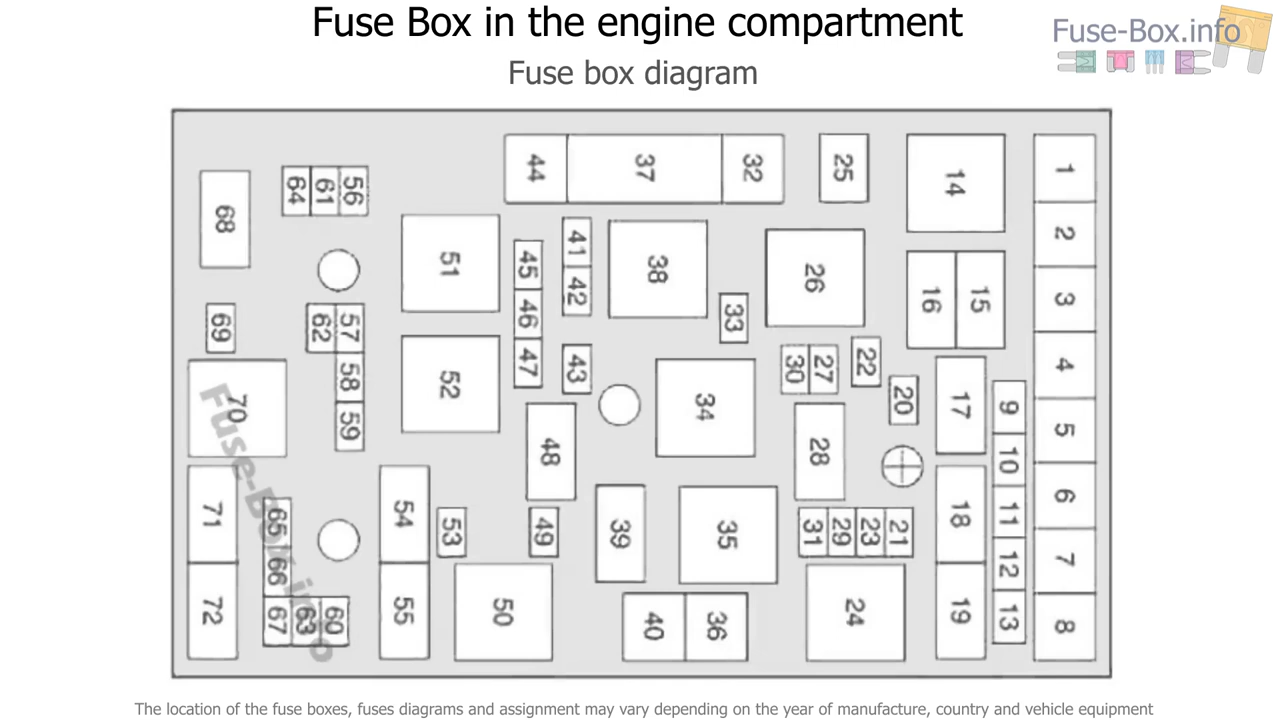 Fuse Box in the engine compartment
Fuse-Box.info
Fuse box diagram
44 37 32 25 14 1
68 64 61 56
2
51 45 41 38 26 16 15 3
46 42 33
69 62 57 47 43 30 27 22 4
70 58 52 34 20 17 9
59 48 28 10 5
71 65 54 53 49 39 35 31 29 23 21 18 11 6
66 12 7
72 67 63 60 55 50 40 36 24 19 13 8
Fuse-Box.info
The location of the fuse boxes, fuses diagrams and assignment may vary depending on the year of manufacture, country and vehicle equipment